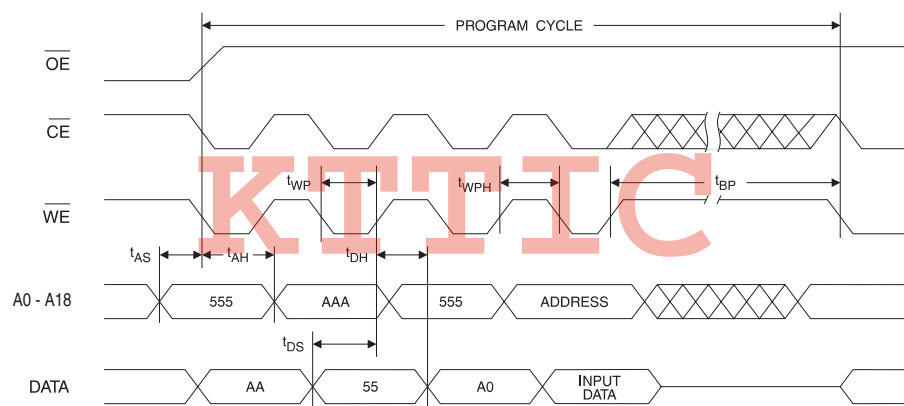 PROGRAM CYCLE
OE
CE
KTTIC
tWP
tWPH
tBP
WE
tAS
tAH
tDH
A0 - A18
555
AAA
555
ADDRESS
tDS
DATA
AA
55
A0
INPUT
DATA